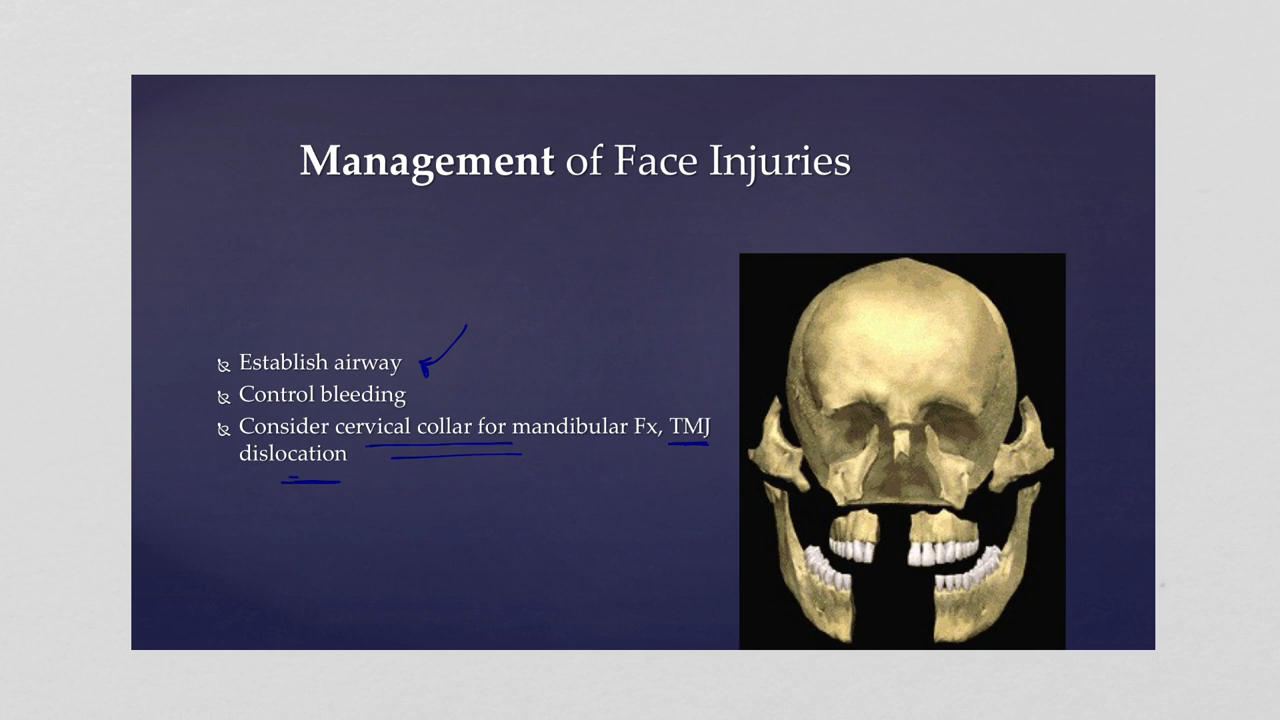 Management of Face Injuries
Establish airway
Control bleeding
Consider cervical collar for mandibular Fx, TMJ
dislocation